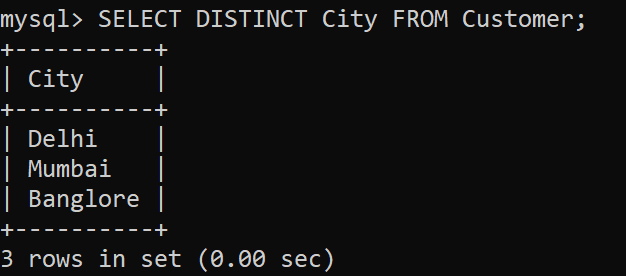 mysql> SELECT DISTINCT City FROM Customer;
+----------+
| City     |
+----------+
| Delhi    |
| Mumbai   |
| Banglore |
+----------+
3 rows in set (0.00 sec)